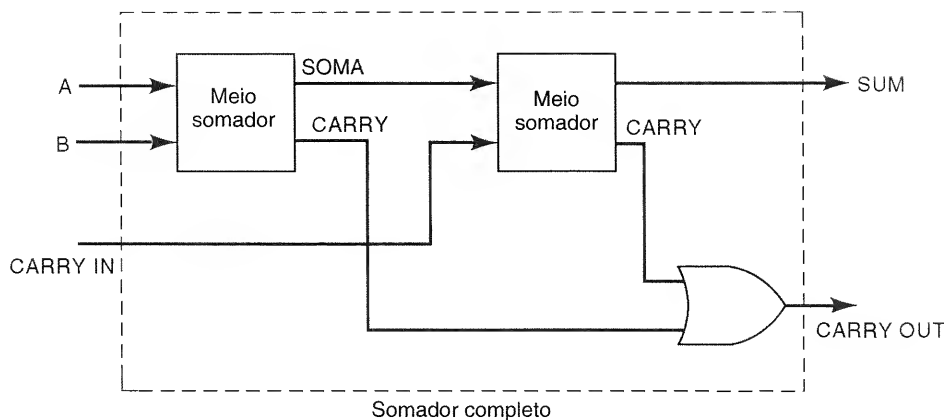 A
B
CARRY IN
Meio
somador
SOMA
CARRY
Meio
somador
CARRY
SUM
CARRY OUT
Somador completo